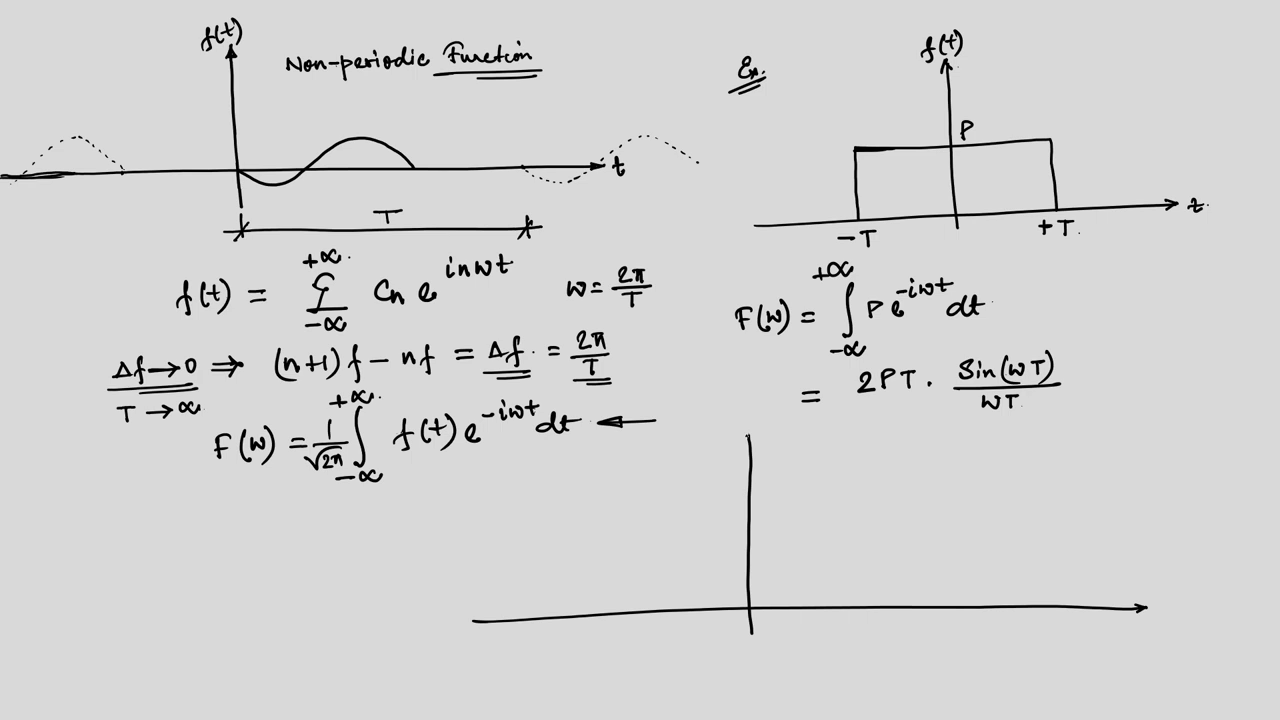 f(t)
Non-periodic Function
t
T
f(t) = Σ_{-∞}^{+∞} Cn e^{inωt} ω = 2π/T
Δf → 0 ⇒ (n+1)f − nf = Δf = 2π/T
T → ∞
F(ω) = 1/√2π ∫_{-∞}^{+∞} f(t) e^{-iωt} dt ←
Ex.
f(t)
P
t
−T +T
F(ω) = ∫_{-∞}^{+∞} P e^{-iωt} dt
= 2PT · Sin(ωT)/ωT